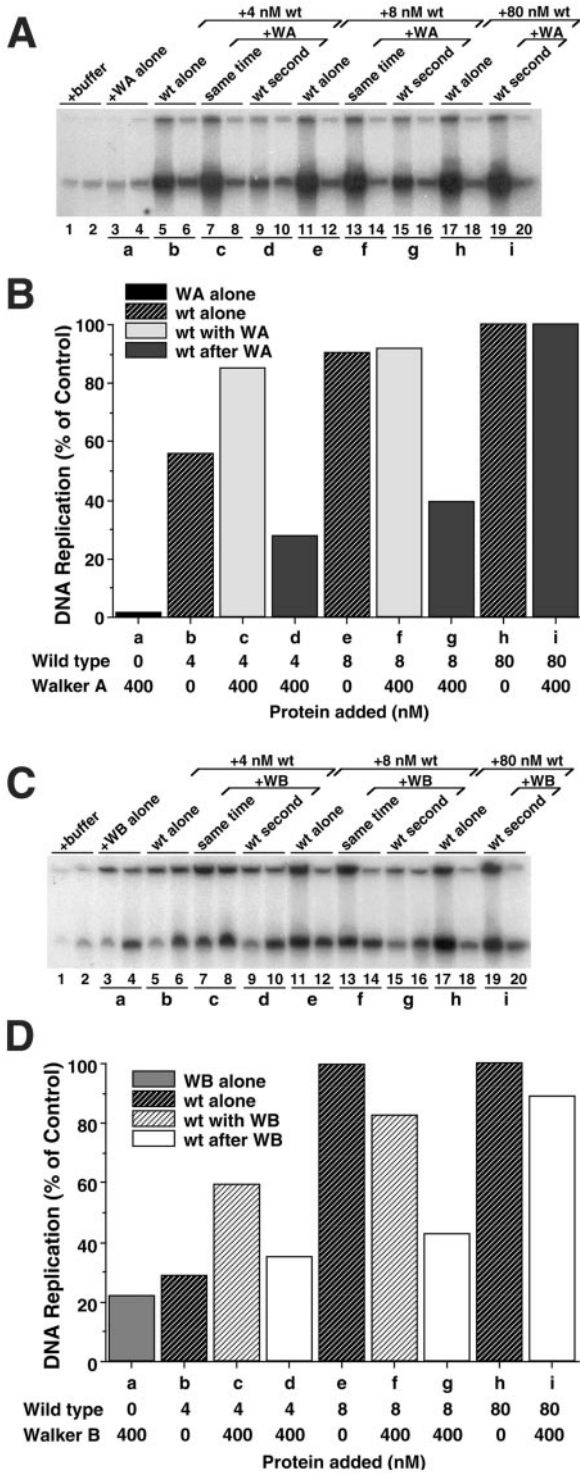 A
+4 nM wt
+8 nM wt
+80 nM wt
+WA
+WA
+WA
+buffer
+WA alone
wt alone
same time
wt second
wt alone
same time
wt second
wt alone
wt second
1 2 3 4 5 6 7 8 9 10 11 12 13 14 15 16 17 18 19 20
a b c d e f g h i
B
WA alone
wt alone
wt with WA
wt after WA
DNA Replication (% of Control)
100
80
60
40
20
0
a b c d e f g h i
Wild type 0 4 4 4 8 8 8 80 80
Walker A 400 0 400 400 0 400 400 0 400
Protein added (nM)
C
+4 nM wt
+8 nM wt
+80 nM wt
+WB
+WB
+WB
+buffer
+WB alone
wt alone
same time
wt second
wt alone
same time
wt second
wt alone
wt second
1 2 3 4 5 6 7 8 9 10 11 12 13 14 15 16 17 18 19 20
a b c d e f g h i
D
WB alone
wt alone
wt with WB
wt after WB
DNA Replication (% of Control)
100
80
60
40
20
0
a b c d e f g h i
Wild type 0 4 4 4 8 8 8 80 80
Walker B 400 0 400 400 0 400 400 0 400
Protein added (nM)